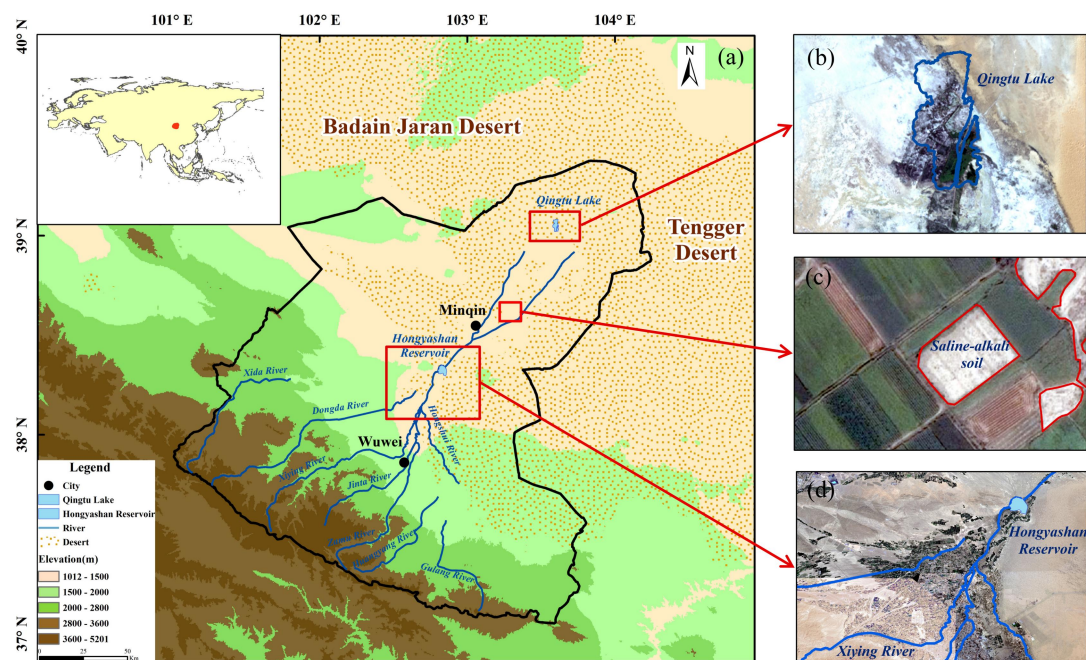 101° E
102° E
103° E
104° E
40° N
39° N
38° N
37° N
(a)
N
Badain Jaran Desert
Qingtu Lake
Tengger
Desert
Minqin
Hongyashan
Reservoir
Xida River
Dongda River
Hongshui River
Wuwei
Xiying River
Jinta River
Zamu River
Huangyang River
Gulang River
Legend
City
Qingtu Lake
Hongyashan Reservoir
River
Desert
Elevation(m)
1012 - 1500
1500 - 2000
2000 - 2800
2800 - 3600
3600 - 5201
0 25 50
Km
(b)
Qingtu Lake
(c)
Saline-alkali
soil
(d)
Hongyashan
Reservoir
Xiying River